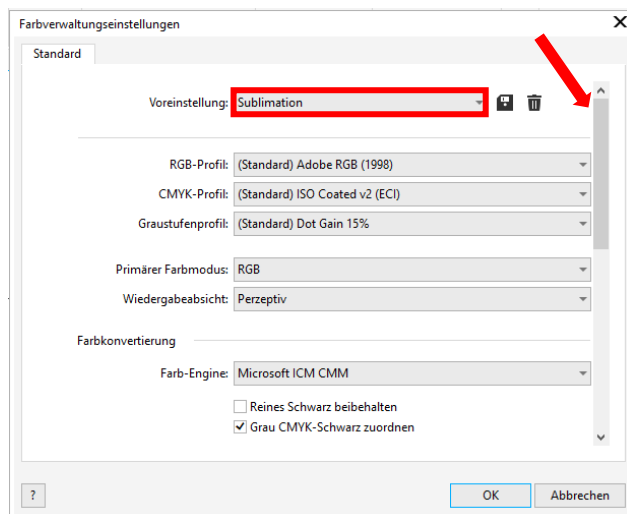 Farbverwaltungseinstellungen
Standard
Voreinstellung: Sublimation
RGB-Profil: (Standard) Adobe RGB (1998)
CMYK-Profil: (Standard) ISO Coated v2 (ECI)
Graustufenprofil: (Standard) Dot Gain 15%
Primärer Farbmodus: RGB
Wiedergabeabsicht: Perzeptiv
Farbkonvertierung
Farb-Engine: Microsoft ICM CMM
Reines Schwarz beibehalten
Grau CMYK-Schwarz zuordnen
? OK Abbrechen